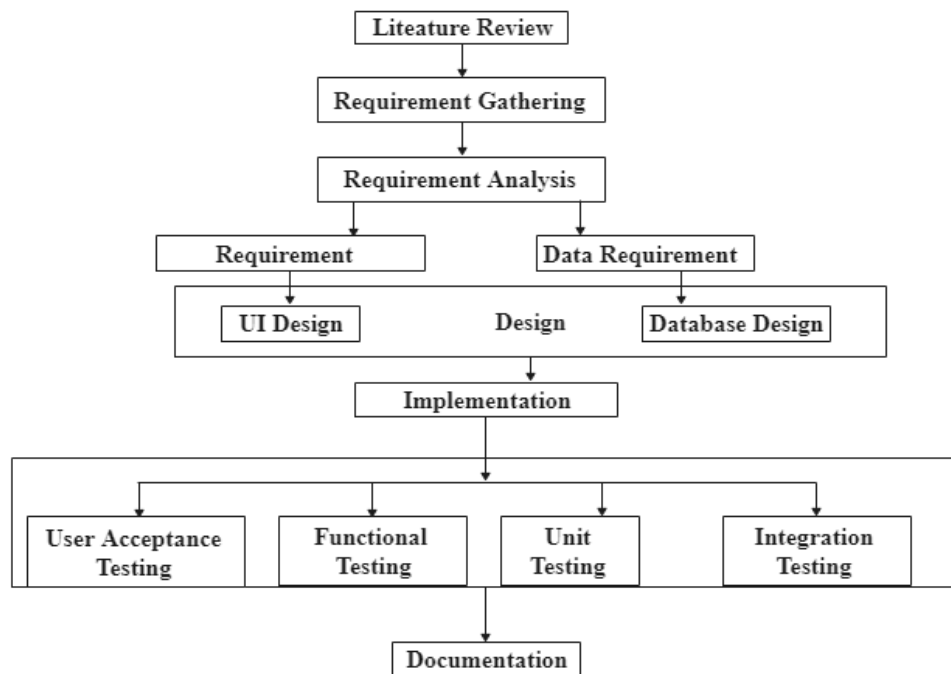 Liteature Review
Requirement Gathering
Requirement Analysis
Requirement
Data Requirement
UI Design
Design
Database Design
Implementation
User Acceptance
Testing
Functional
Testing
Unit
Testing
Integration
Testing
Documentation